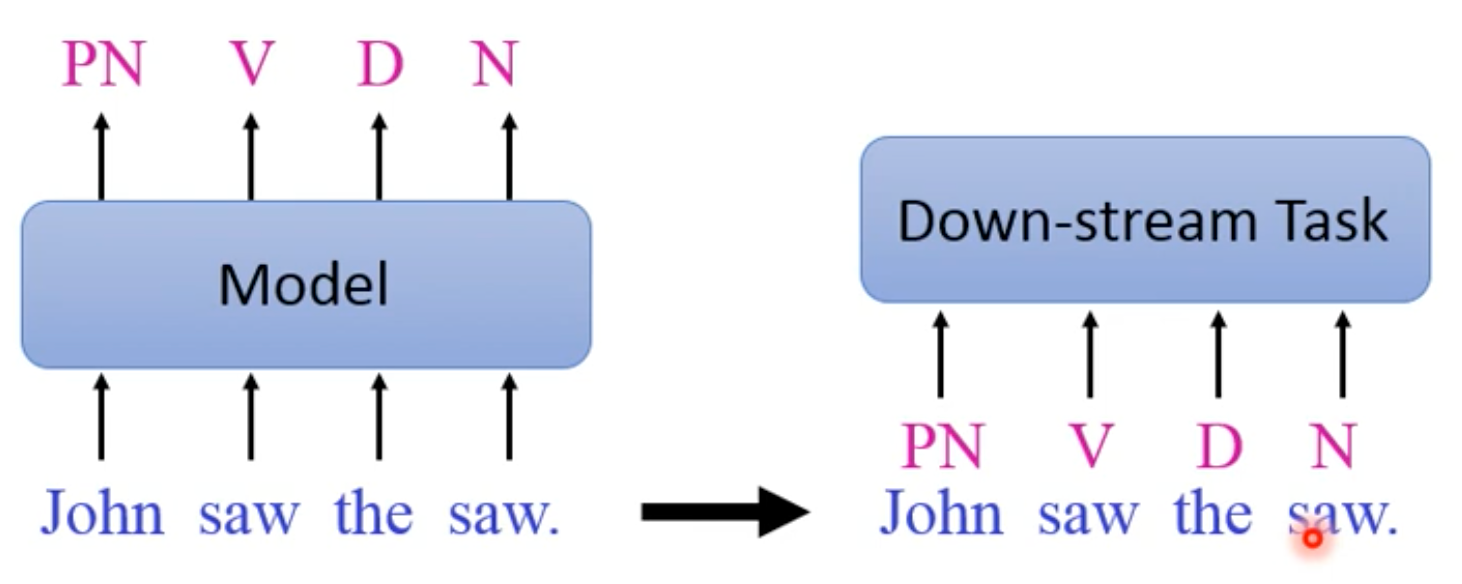 PN V D N
Model
John saw the saw.
Down-stream Task
PN V D N
John saw the saw.